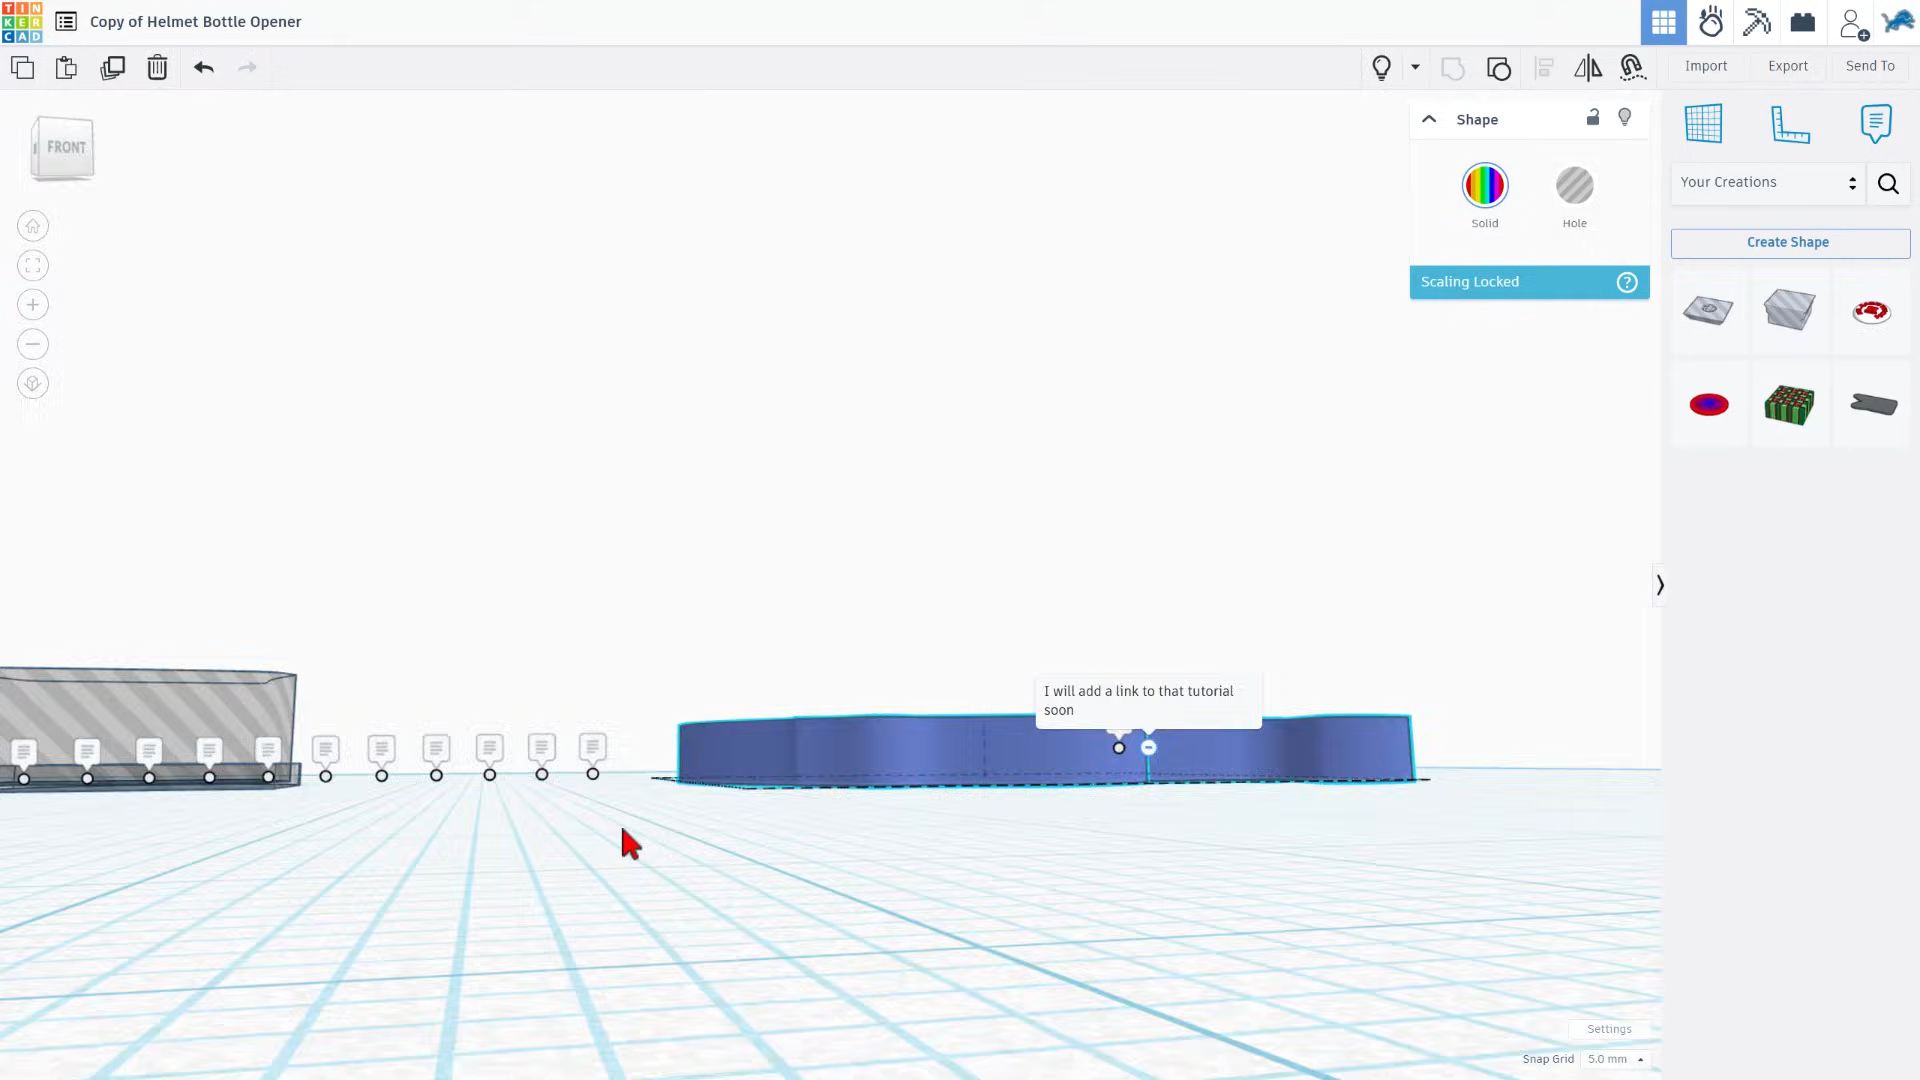 TIN
KER
CAD
Copy of Helmet Bottle Opener
Import
Export
Send To
FRONT
Shape
Solid
Hole
Scaling Locked
?
Your Creations
Create Shape
I will add a link to that tutorial
soon
Settings
Snap Grid
5.0 mm